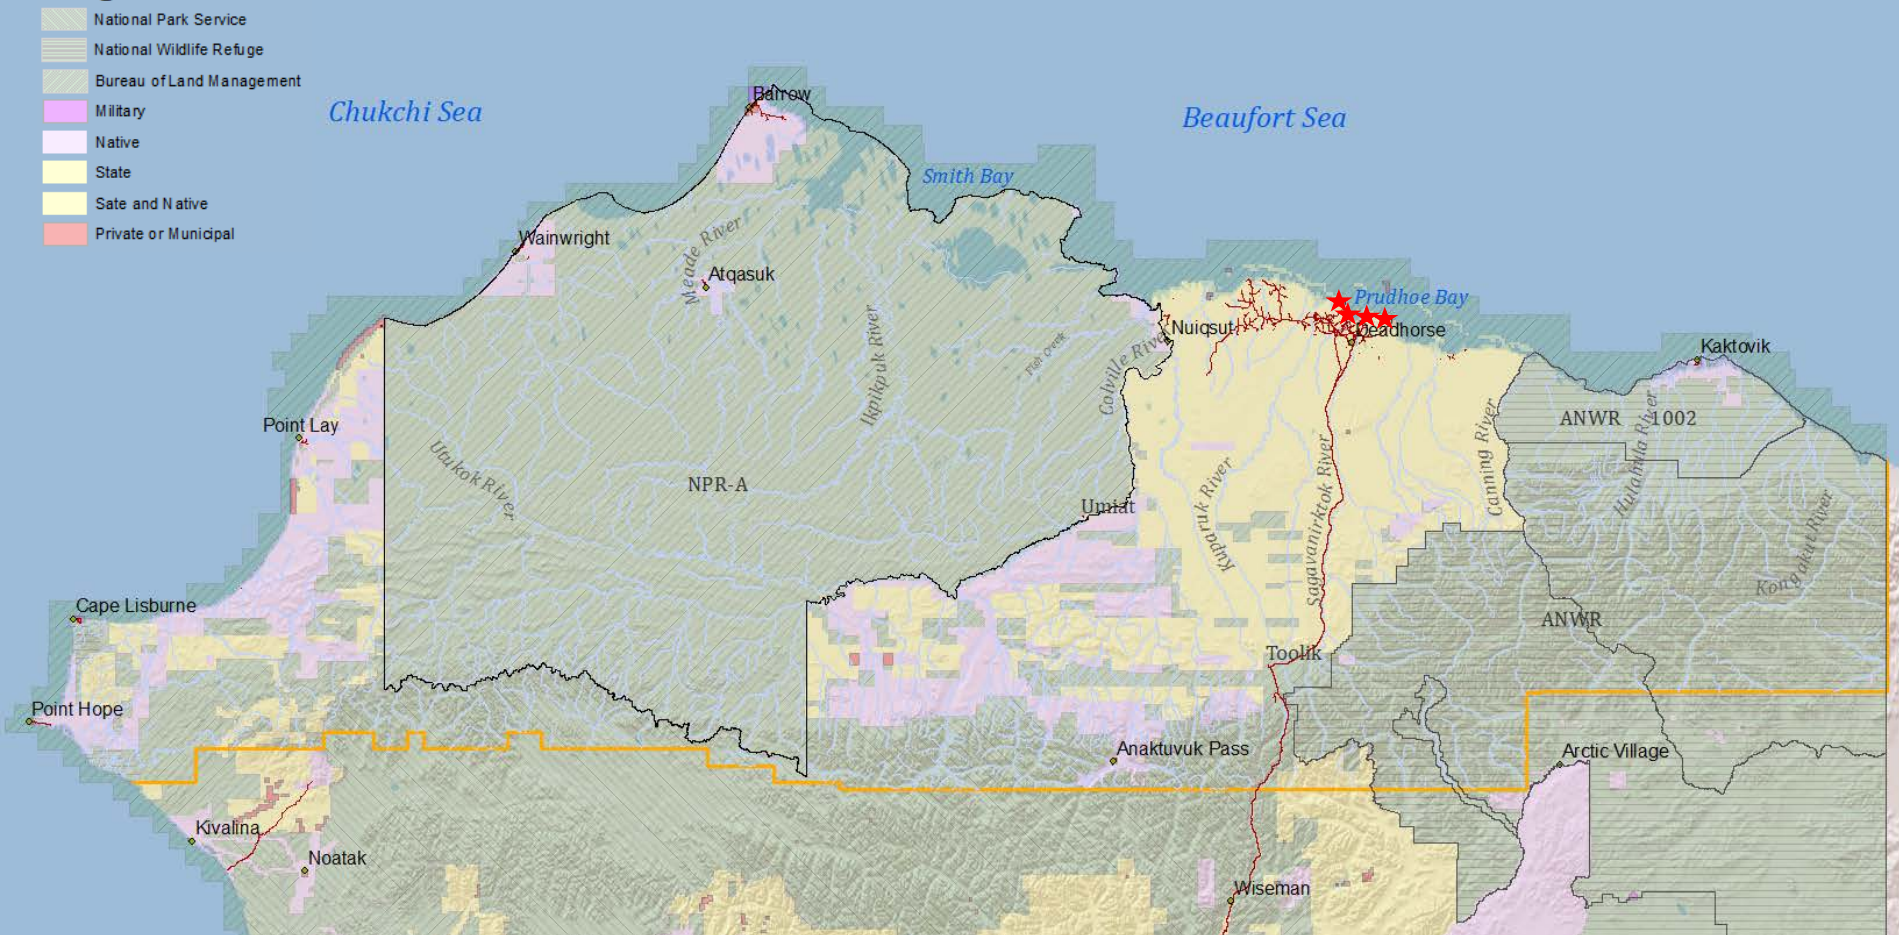 National Park Service
National Wildlife Refuge
Bureau of Land Management
Military
Native
State
Sate and Native
Private or Municipal
Chukchi Sea
Beaufort Sea
Barrow
Smith Bay
Wainwright
Meade River
Atqasuk
Ikpikpuk River
Fish Creek
Colville River
Nuiqsut
Prudhoe Bay
Deadhorse
Kaktovik
Point Lay
Utukok River
NPR-A
Umiat
Kuparuk River
Sagavanirktok River
Canning River
ANWR 1002
Hulahula River
Kongakut River
Cape Lisburne
ANWR
Toolik
Point Hope
Anaktuvuk Pass
Arctic Village
Kivalina
Noatak
Wiseman